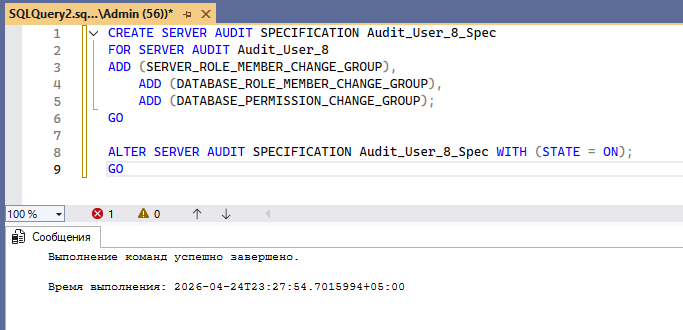 SQLQuery2.sq...\Admin (56))*
1 CREATE SERVER AUDIT SPECIFICATION Audit_User_8_Spec
2 FOR SERVER AUDIT Audit_User_8
3 ADD (SERVER_ROLE_MEMBER_CHANGE_GROUP),
4 ADD (DATABASE_ROLE_MEMBER_CHANGE_GROUP),
5 ADD (DATABASE_PERMISSION_CHANGE_GROUP);
6 GO
7
8 ALTER SERVER AUDIT SPECIFICATION Audit_User_8_Spec WITH (STATE = ON);
9 GO
100 % 1 0
Сообщения
Выполнение команд успешно завершено.
Время выполнения: 2026-04-24T23:27:54.7015994+05:00